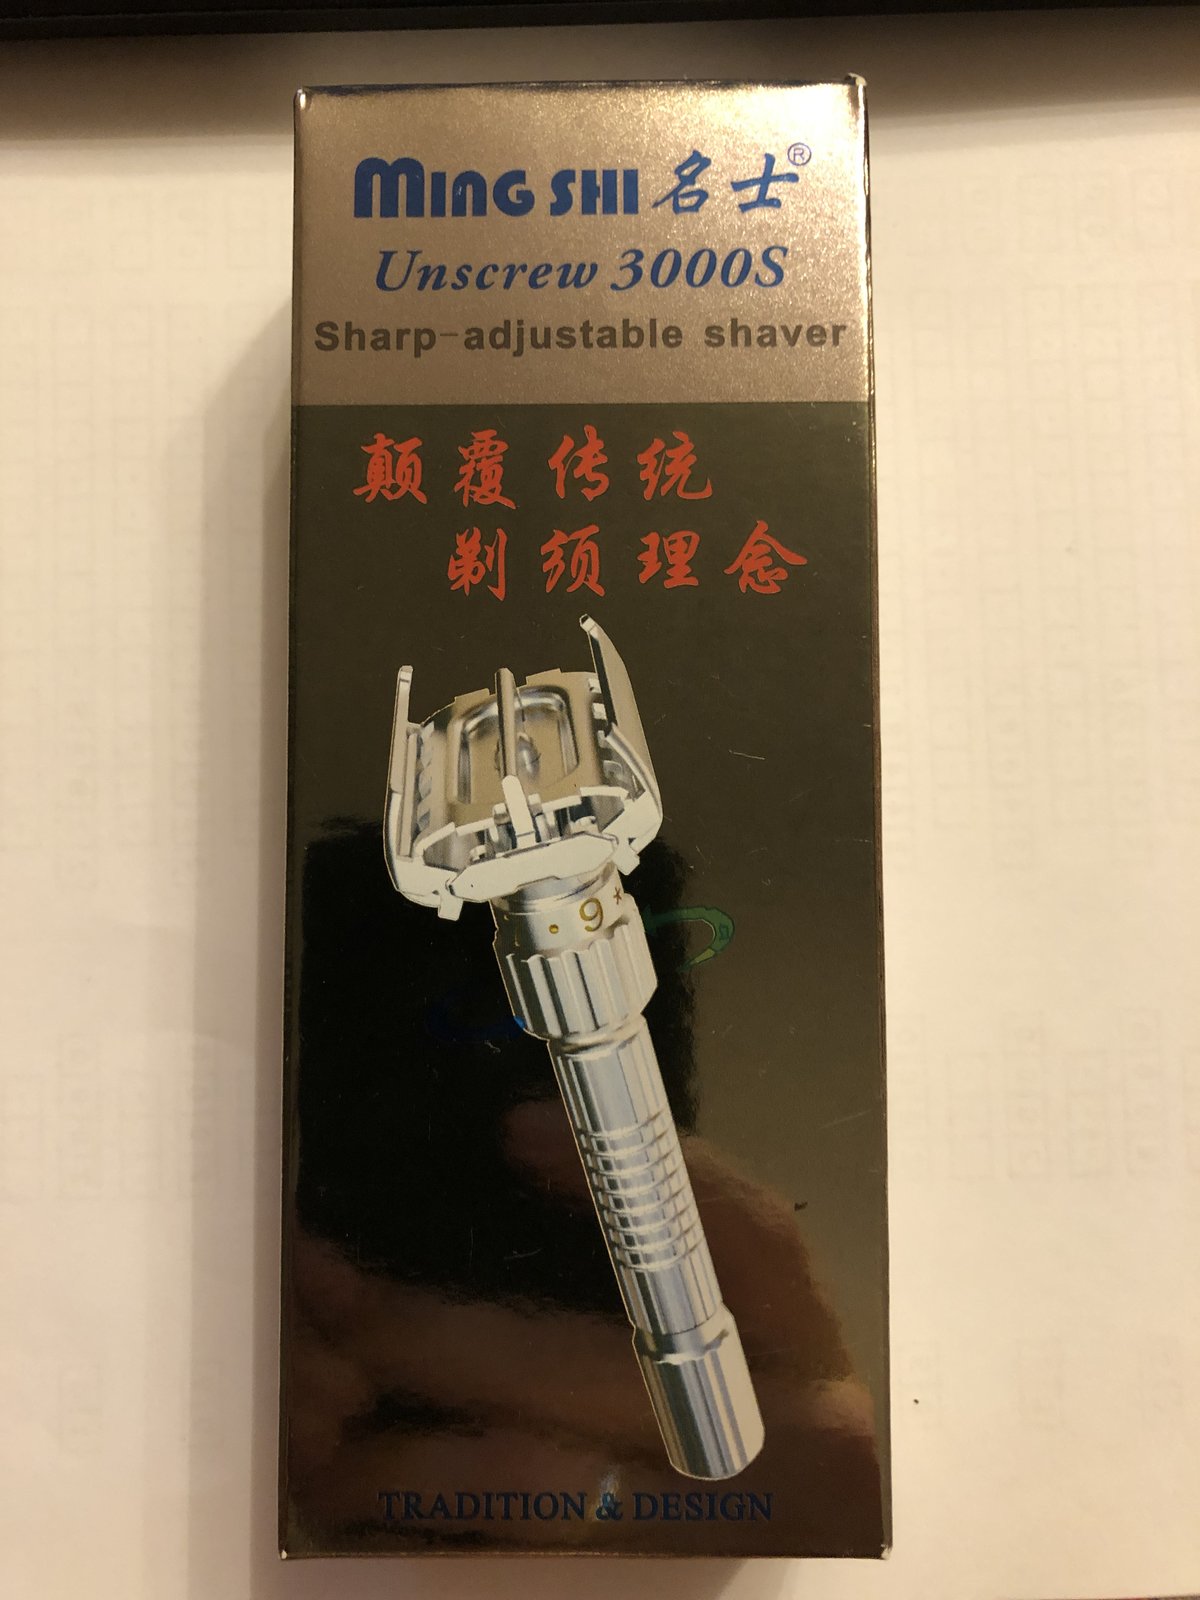 MING SHI 名士®
Unscrew 3000S
Sharp-adjustable shaver
颠覆传统
剃须理念
9
TRADITION & DESIGN